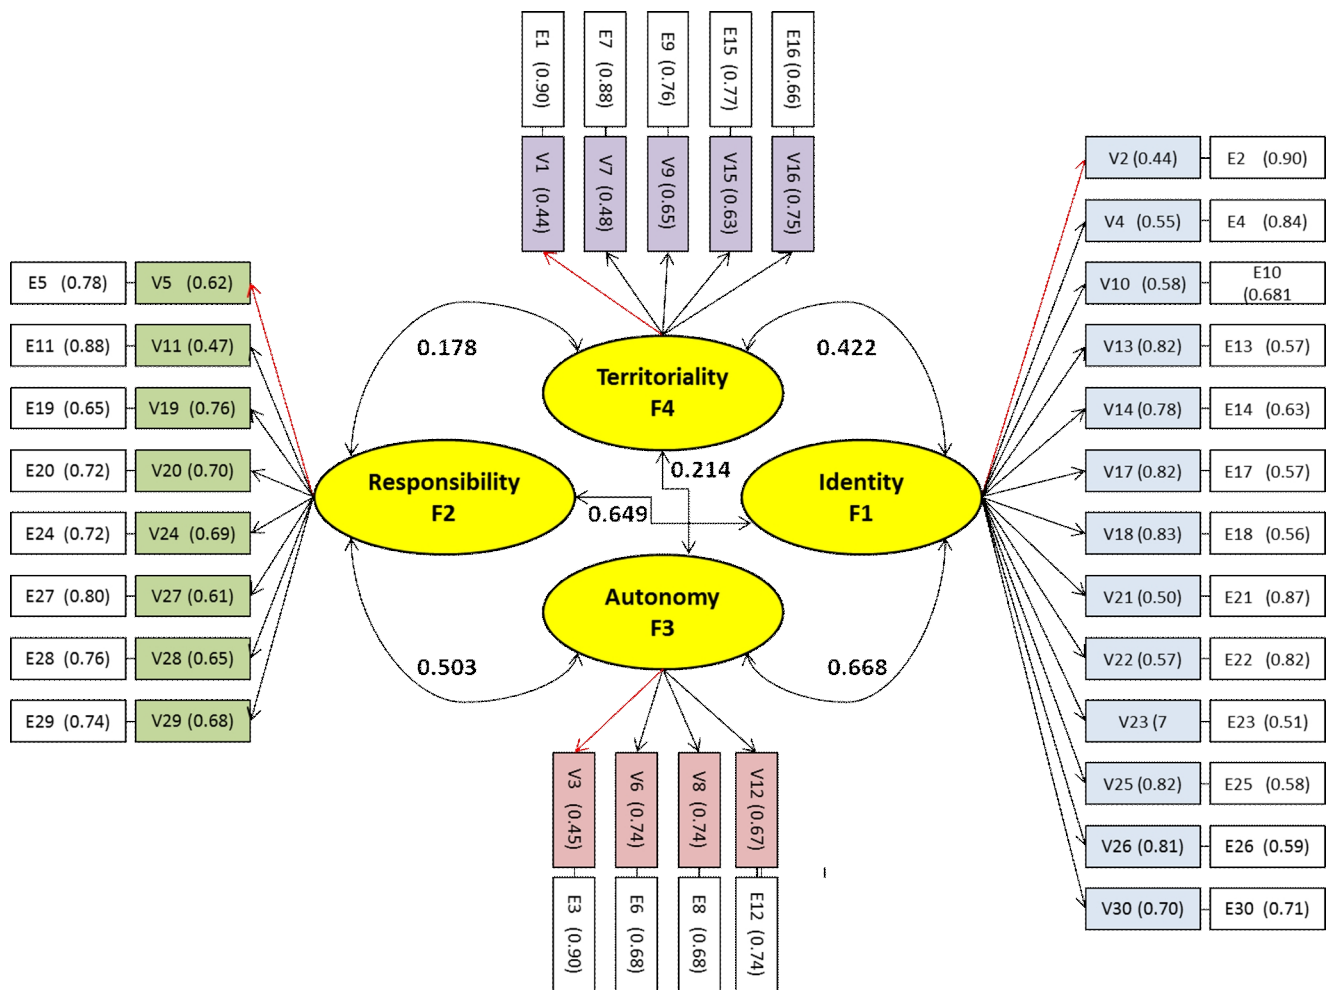 E1 (0.90)
E7 (0.88)
E9 (0.76)
E15 (0.77)
E16 (0.66)
V1 (0.44)
V7 (0.48)
V9 (0.65)
V15 (0.63)
V16 (0.75)
V2 (0.44)
E2 (0.90)
V4 (0.55)
E4 (0.84)
V10 (0.58)
E10
(0.681
V13 (0.82)
E13 (0.57)
V14 (0.78)
E14 (0.63)
V17 (0.82)
E17 (0.57)
V18 (0.83)
E18 (0.56)
V21 (0.50)
E21 (0.87)
V22 (0.57)
E22 (0.82)
V23 (7
E23 (0.51)
V25 (0.82)
E25 (0.58)
V26 (0.81)
E26 (0.59)
V30 (0.70)
E30 (0.71)
E5 (0.78)
V5 (0.62)
E11 (0.88)
V11 (0.47)
E19 (0.65)
V19 (0.76)
E20 (0.72)
V20 (0.70)
E24 (0.72)
V24 (0.69)
E27 (0.80)
V27 (0.61)
E28 (0.76)
V28 (0.65)
E29 (0.74)
V29 (0.68)
0.178
0.422
Territoriality
F4
0.214
Responsibility
F2
0.649
Identity
F1
Autonomy
F3
0.503
0.668
V3 (0.45)
V6 (0.74)
V8 (0.74)
V12 (0.67)
E3 (0.90)
E6 (0.68)
E8 (0.68)
E12 (0.74)